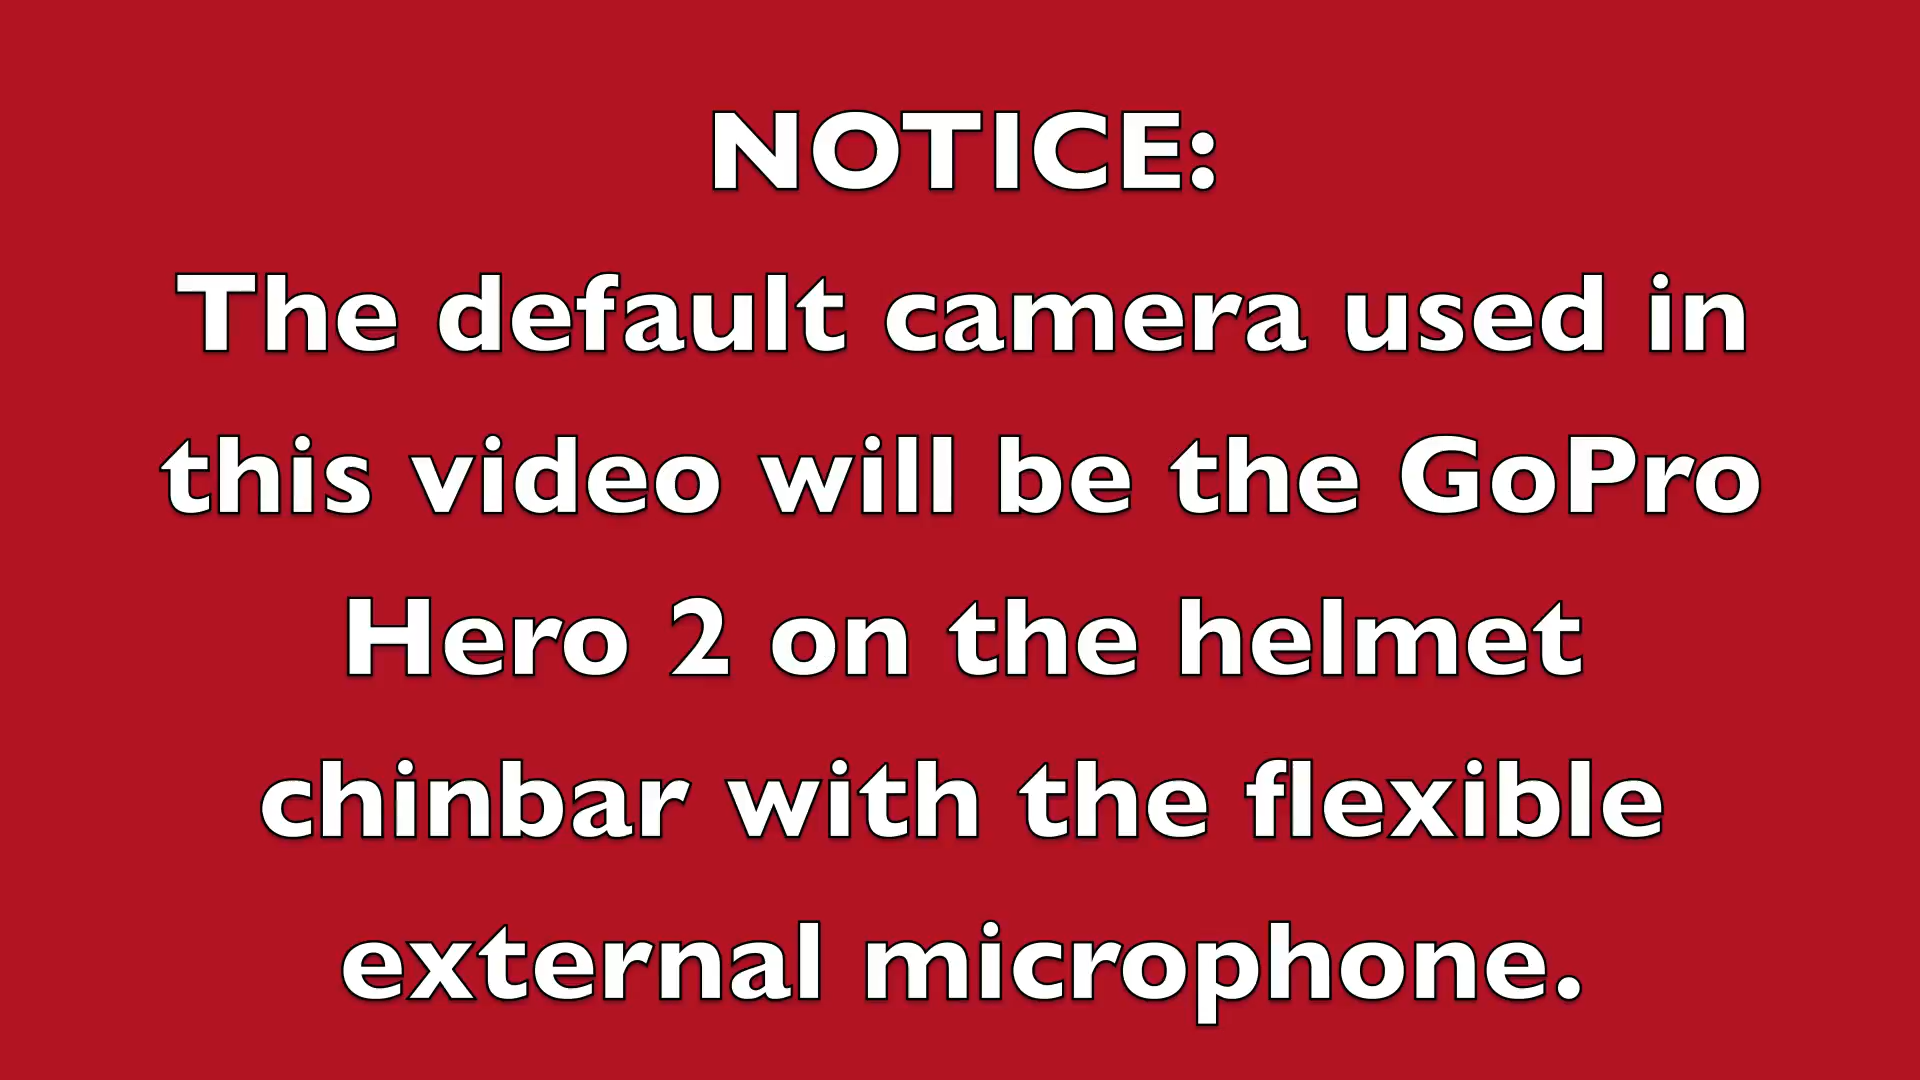 NOTICE:
The default camera used in
this video will be the GoPro
Hero 2 on the helmet
chinbar with the flexible
external microphone.